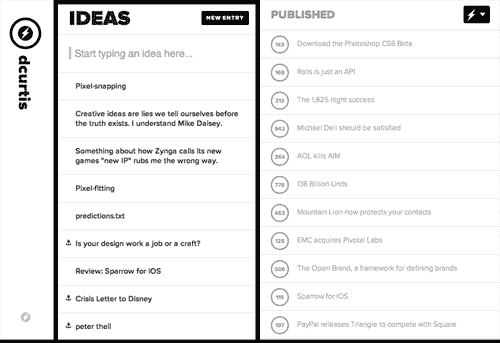 dcurtis
IDEAS
NEW ENTRY
Start typing an idea here...
Pixel-snapping
Creative ideas are lies we tell ourselves before
the truth exists. I understand Mike Daisey.
Something about how Zynga calls its new
games "new IP" rubs me the wrong way.
Pixel-fitting
predictions.txt
Is your design work a job or a craft?
Review: Sparrow for iOS
Crisis Letter to Disney
peter theil
PUBLISHED
143 Download the Photoshop CS6 Beta
169 Rails is just an API
213 The 1,825 night success
942 Michael Dell should be satisfied
364 AOL kills AIM
776 138 Billion Units
463 Mountain Lion now protects your contacts
128 EMC acquires Pivotal Labs
906 The Open Brand, a framework for defining brands
119 Sparrow for iOS
197 PayPal releases Triangle to compete with Square